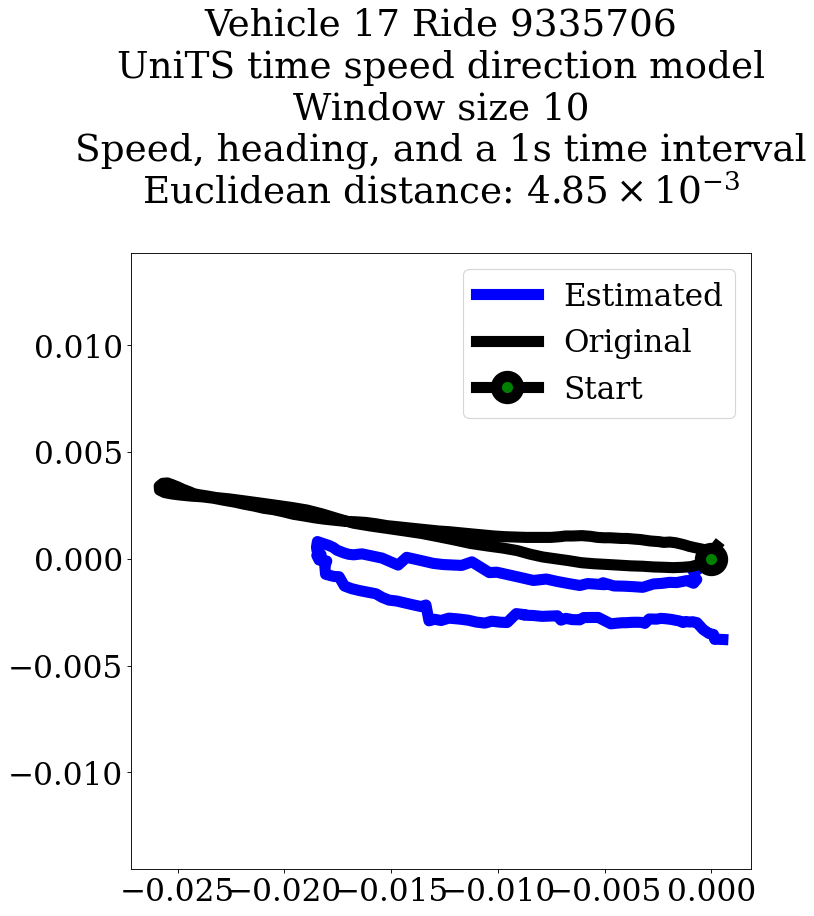 Vehicle 17 Ride 9335706
UniTS time speed direction model
Window size 10
Speed, heading, and a 1s time interval
Euclidean distance: 4.85 × 10⁻³
Estimated
Original
Start
0.010
0.005
0.000
−0.005
−0.010
−0.025 −0.020 −0.015 −0.010 −0.005 0.000